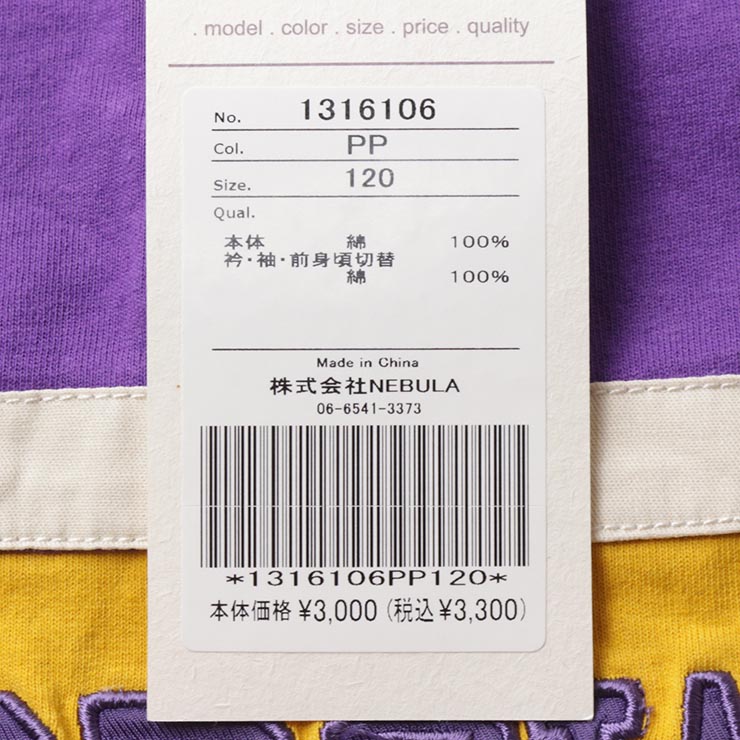 . model . color . size . price . quality
No. 1316106
Col. PP
Size. 120
Qual.
本体 綿 100%
衿・袖・前身頃切替
綿 100%
Made in China
株式会社NEBULA
06-6541-3373
*1316106PP120*
本体価格 ¥3,000 (税込 ¥3,300)